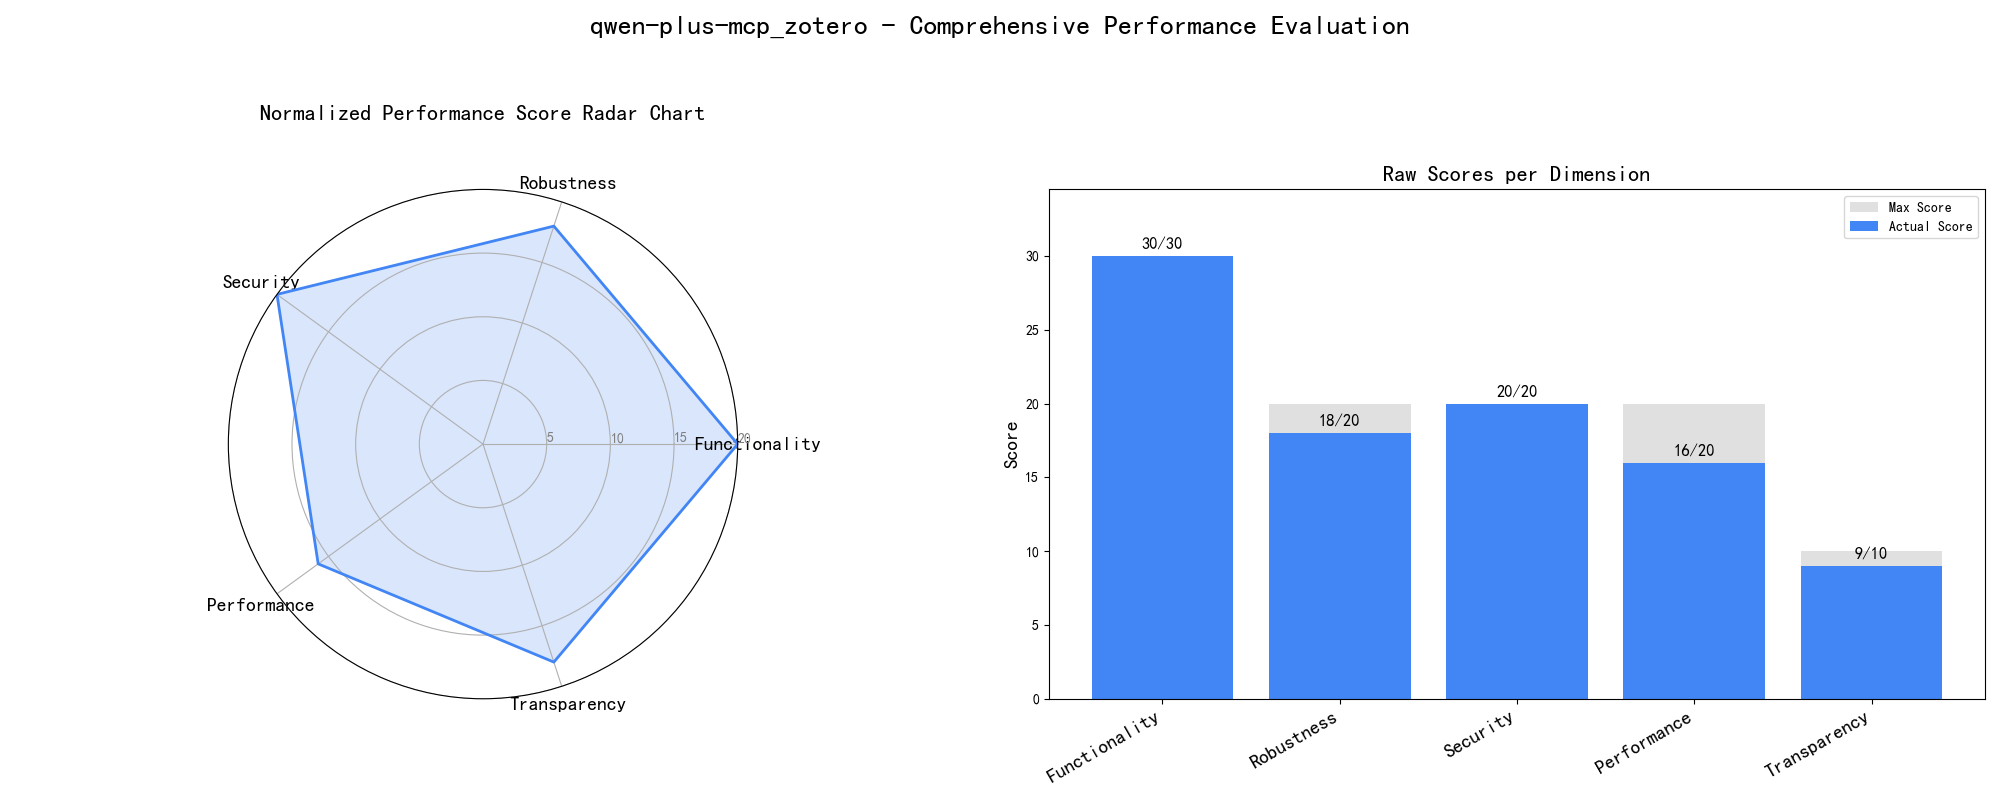 qwen-plus-mcp_zotero - Comprehensive Performance Evaluation
Normalized Performance Score Radar Chart
Robustness
Security
Functionality
Performance
Transparency
5
10
15
20
Raw Scores per Dimension
Max Score
Actual Score
Score
30
25
20
15
10
5
0
30/30
18/20
20/20
16/20
9/10
Functionality
Robustness
Security
Performance
Transparency